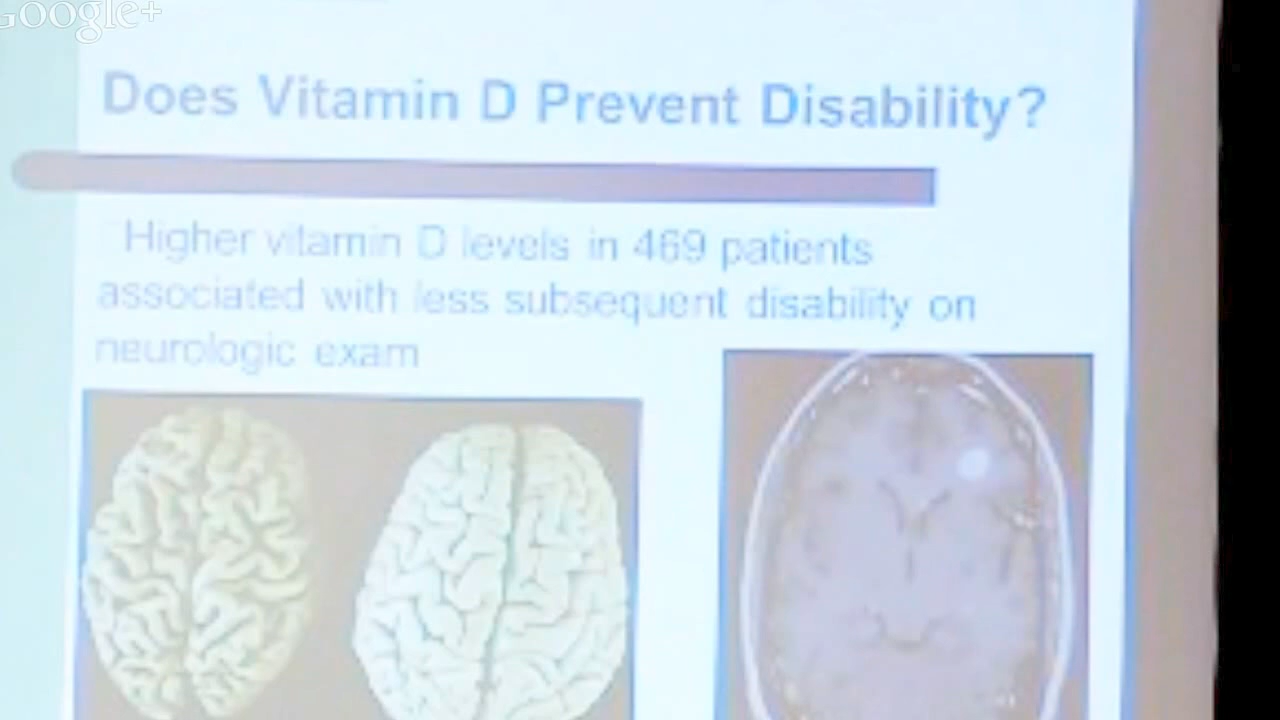 Google+
Does Vitamin D Prevent Disability?
Higher vitamin D levels in 469 patients
associated with less subsequent disability on
neurologic exam